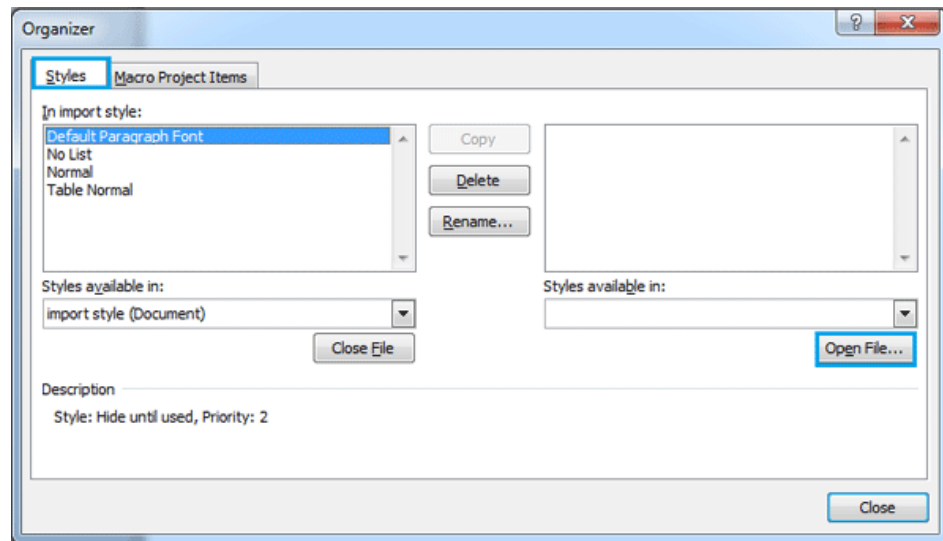 Organizer
Styles
Macro Project Items
In import style:
Default Paragraph Font
No List
Normal
Table Normal
Copy
Delete
Rename...
Styles available in:
import style (Document)
Close File
Styles available in:
Open File...
Description
Style: Hide until used, Priority: 2
Close